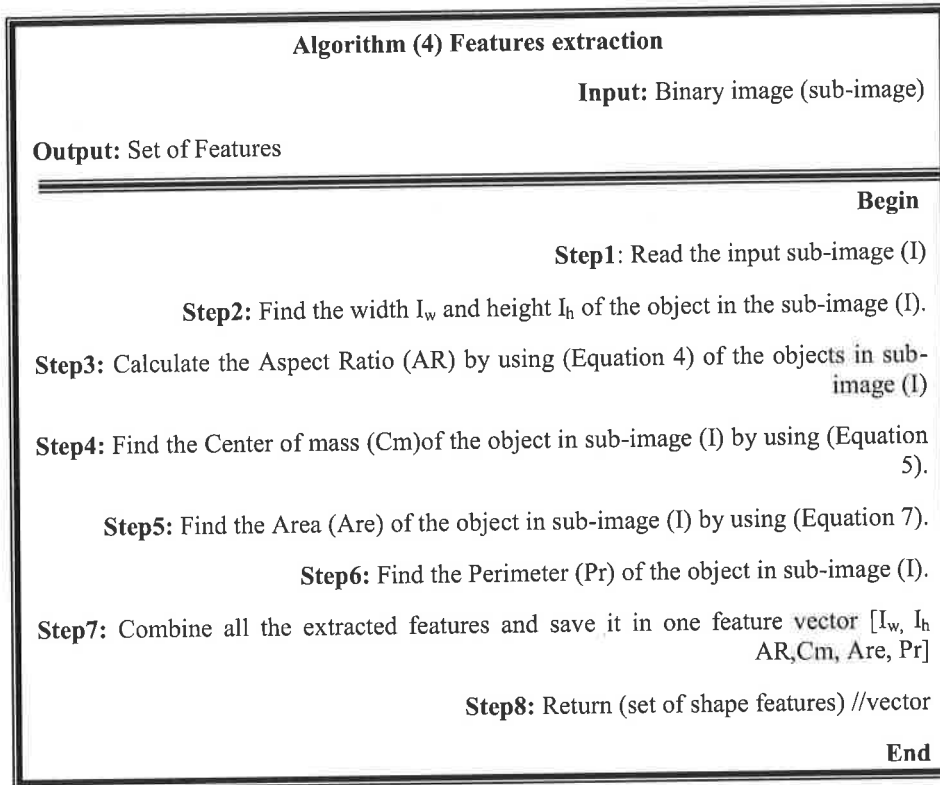 Algorithm (4) Features extraction
Input: Binary image (sub-image)
Output: Set of Features
Begin
Step1: Read the input sub-image (I)
Step2: Find the width Iw and height Ih of the object in the sub-image (I).
Step3: Calculate the Aspect Ratio (AR) by using (Equation 4) of the objects in sub-
image (I)
Step4: Find the Center of mass (Cm)of the object in sub-image (I) by using (Equation
5).
Step5: Find the Area (Are) of the object in sub-image (I) by using (Equation 7).
Step6: Find the Perimeter (Pr) of the object in sub-image (I).
Step7: Combine all the extracted features and save it in one feature vector [Iw, Ih
AR,Cm, Are, Pr]
Step8: Return (set of shape features) //vector
End